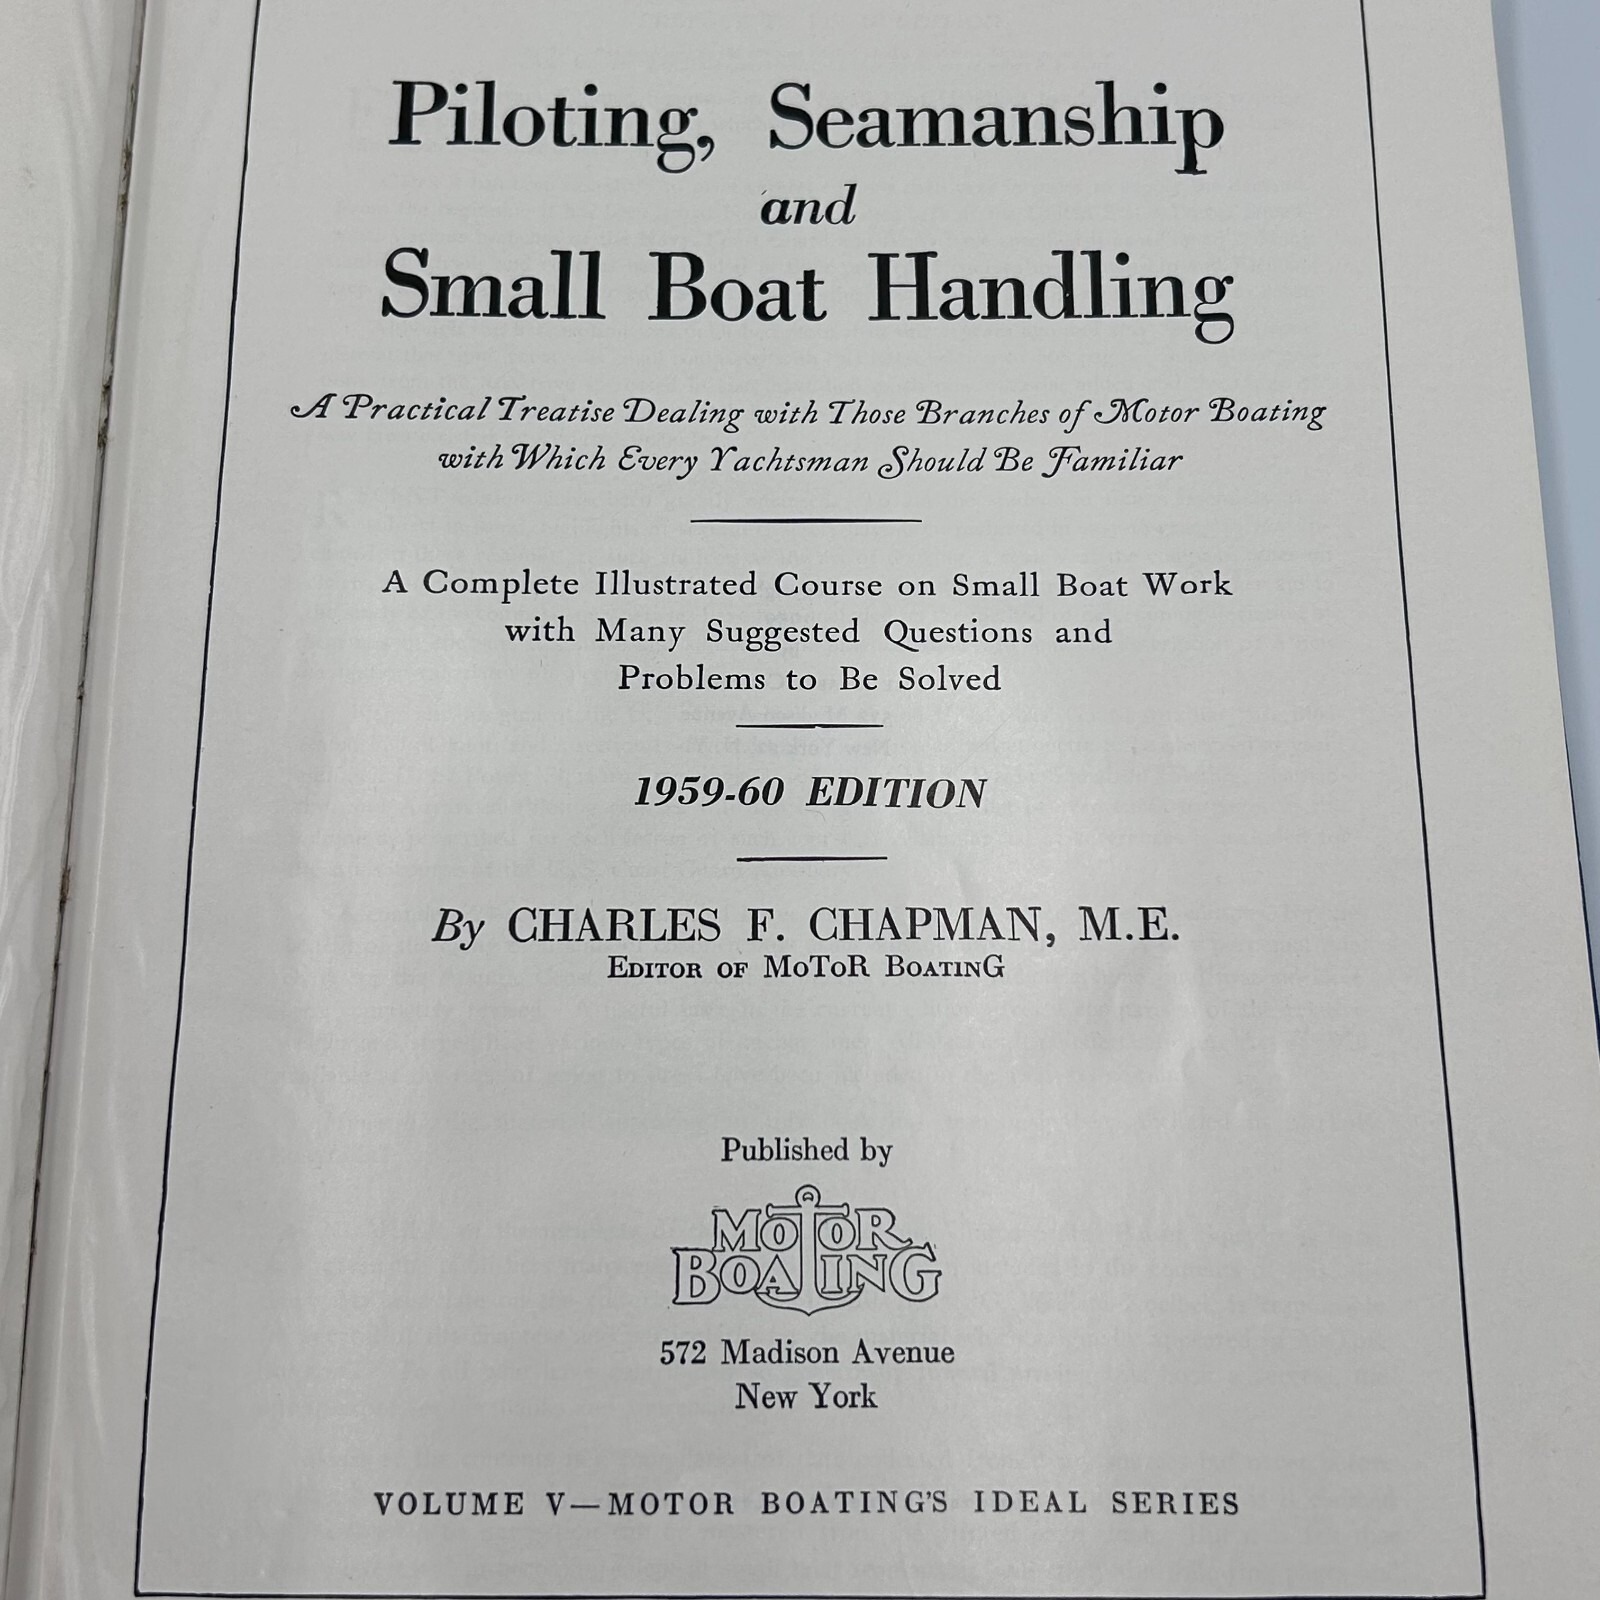 Piloting, Seamanship
and
Small Boat Handling
A Practical Treatise Dealing with Those Branches of Motor Boating
with Which Every Yachtsman Should Be Familiar
A Complete Illustrated Course on Small Boat Work
with Many Suggested Questions and
Problems to Be Solved
1959-60 EDITION
By CHARLES F. CHAPMAN, M.E.
EDITOR OF MoToR BOATINGG
Published by
MOTOR
BOATING
572 Madison Avenue
New York
VOLUME V—MOTOR BOATING'S IDEAL SERIES